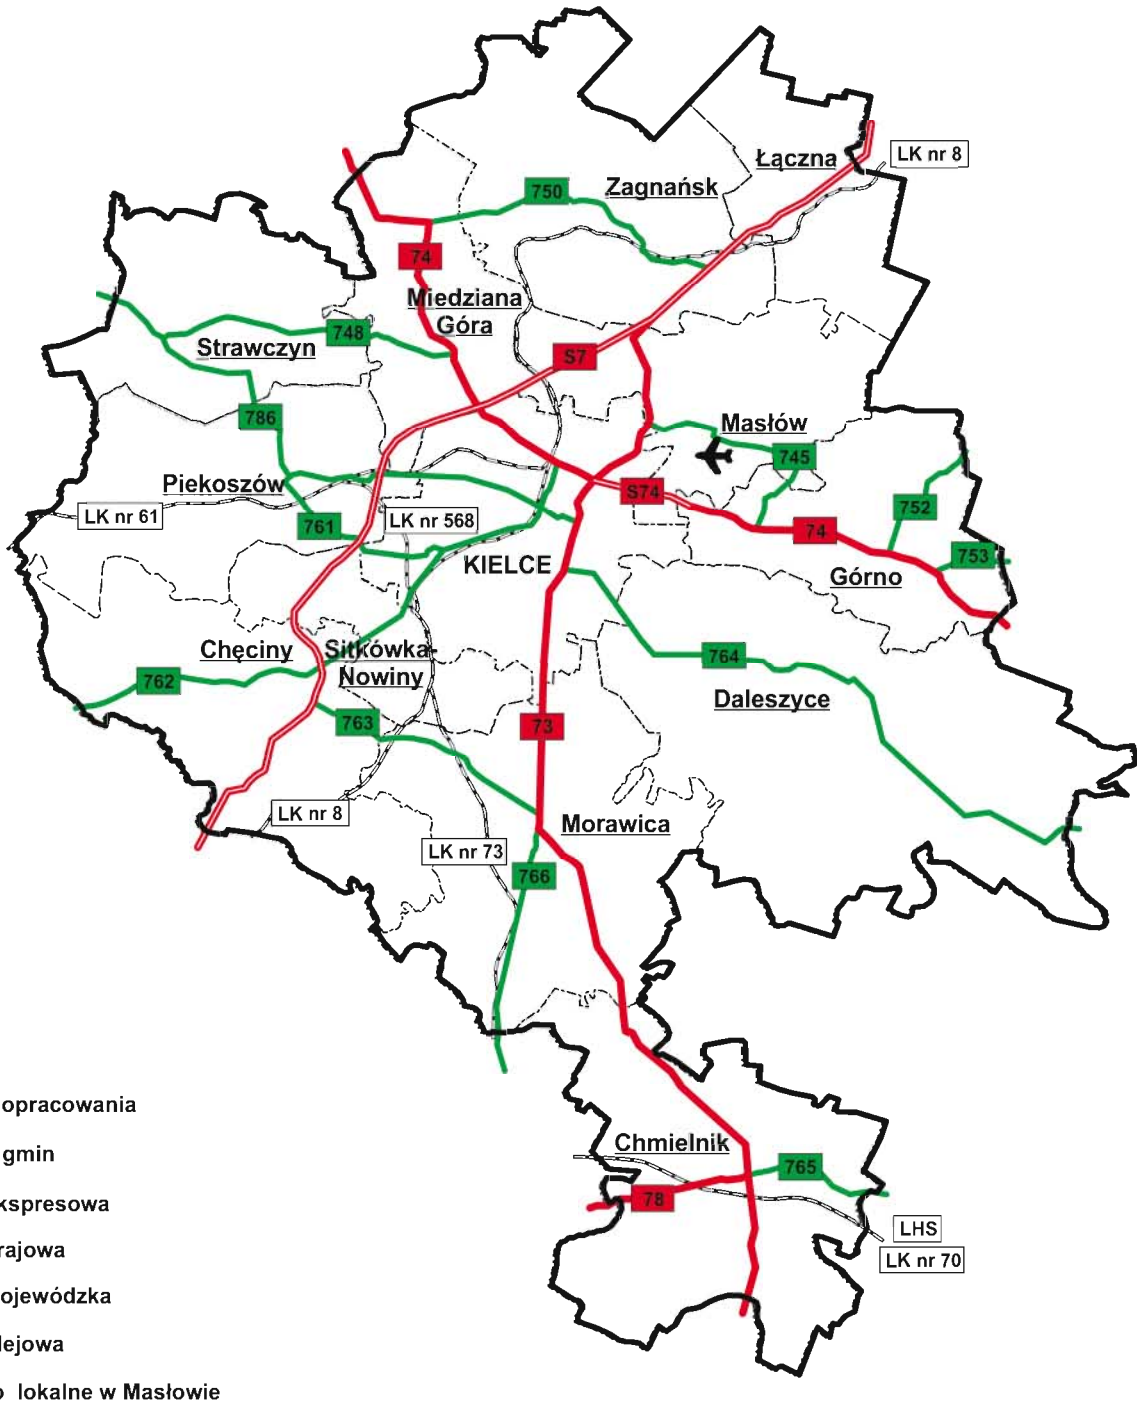 Łączna
LK nr 8
Zagnańsk
750
74
Miedziana
Góra
748
Strawczyn
S7
786
Masłów
745
Piekoszów
S74
LK nr 61
761
LK nr 568
752
74
753
KIELCE
Górno
Chęciny
Sitkówka-
Nowiny
764
762
Daleszyce
763
73
LK nr 8
Morawica
LK nr 73
766
opracowania
gmin
Chmielnik
765
78
kspresowa
LHS
rajowa
LK nr 70
ojewódzka
lejowa
o lokalne w Masłowie